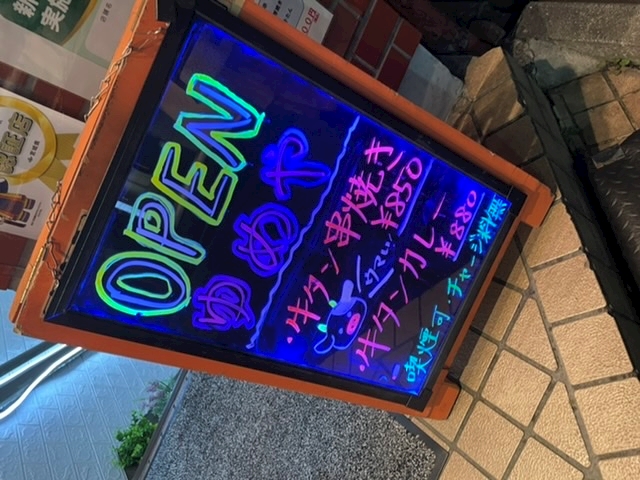 OPEN
ゆめや
・牛タン串焼き
¥850
・牛タンカレー
¥880
喫煙可・チャージ料無